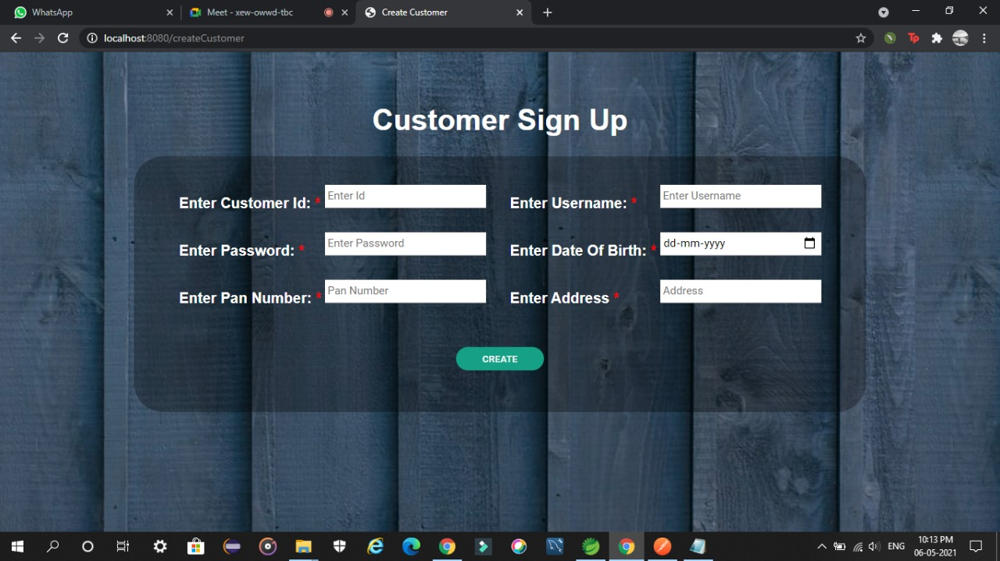 WhatsApp
Meet - xew-owwd-tbc
Create Customer
localhost:8080/createCustomer
Customer Sign Up
Enter Customer Id: * Enter Id Enter Username: * Enter Username
Enter Password: * Enter Password Enter Date Of Birth: * dd-mm-yyyy
Enter Pan Number: * Pan Number Enter Address * Address
CREATE
ENG
10:13 PM
06-05-2021